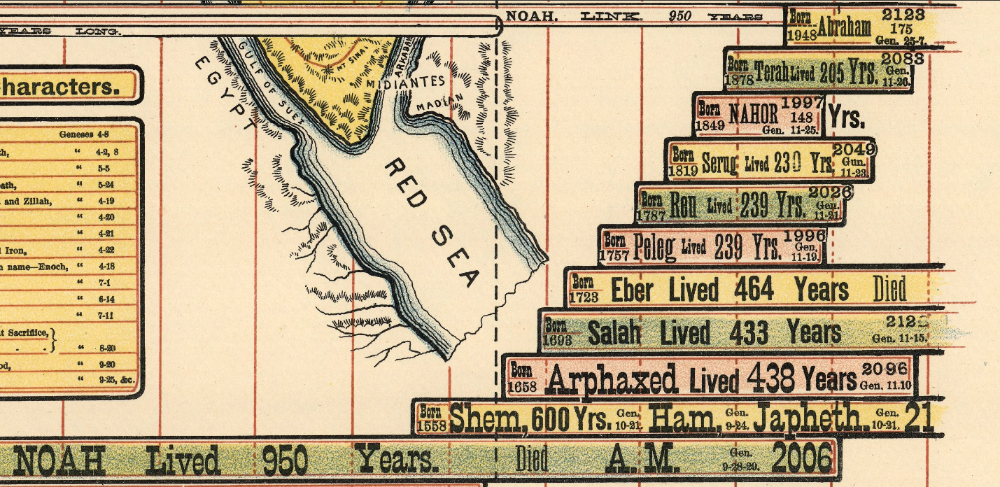 NOAH. LINK. 950 YEARS
YEARS LONG.
Born
1948
Abraham
2123
175
Gen. 25-7.
Born
1878
Terah Lived 205 Yrs.
2083
Gen.
11-26.
Born
1849
NAHOR
1997
148
Gen. 11-25.
Yrs.
Born
1819
Serug Lived 230 Yrs
2049
Gun.
11-23.
Born
1787
Reu Lived 239 Yrs.
2026
Gen.
11-21.
Born
1757
Peleg Lived 239 Yrs.
1996
Gen.
11-19.
Born
1723
Eber Lived 464 Years Died
Born
1693
Salah Lived 433 Years
Gen. 11-15.
Born
1658
Arphaxed Lived 438 Years
2096
Gen. 11.10
Born
1558
Shem, 600 Yrs. Gen. 10-21. Ham, Gen. 9-24. Japheth. Gen. 10-21. 21
NOAH Lived 950 Years. Died A. M. Gen. 9-28-29. 2006
EGYPT
GULF OF SUEZ
MT SINAI
MIDIANTES
MADIAN
RED SEA
haracters.
Geneses 4-8
th, “ 4-2, 8
“ 5-5
ath, “ 5-24
and Zillah, “ 4-19
“ 4-20
“ 4-21
l Iron, “ 4-22
n name—Enoch, “ 4-18
“ 7-1
“ 6-14
“ 7-11
t Sacrifice,
“ 8-20
od, “ 9-20
“ 9-25, &c.